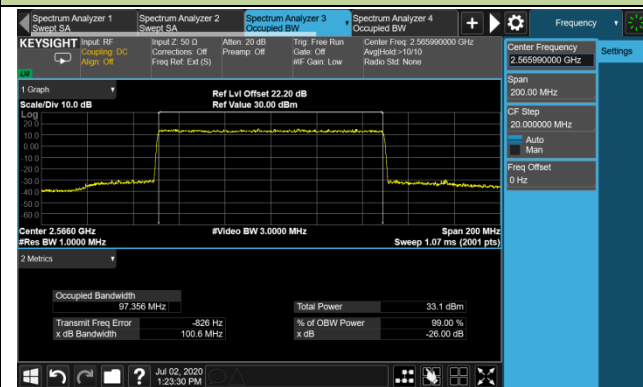 Spectrum Analyzer 1
Swept SA
Spectrum Analyzer 2
Swept SA
Spectrum Analyzer 3
Occupied BW
Spectrum Analyzer 4
Occupied BW
Frequency
KEYSIGHT
Input: RF
Coupling: DC
Align: Off
Input Z: 50 Ω
Corrections: Off
Freq Ref: Ext (S)
Atten: 20 dB
Preamp: Off
Trig: Free Run
Gate: Off
#IF Gain: Low
Center Freq: 2.565990000 GHz
Avg|Hold:>10/10
Radio Std: None
LXI
Center Frequency
2.565990000 GHz
Settings
Span
200.00 MHz
CF Step
20.000000 MHz
Auto
Man
Freq Offset
0 Hz
1 Graph
Scale/Div 10.0 dB
Ref Lvl Offset 22.20 dB
Ref Value 30.00 dBm
Log
20.0
10.0
0.00
-10.0
-20.0
-30.0
-40.0
-50.0
-60.0
Center 2.5660 GHz
#Res BW 1.0000 MHz
#Video BW 3.0000 MHz
Span 200 MHz
Sweep 1.07 ms (2001 pts)
2 Metrics
Occupied Bandwidth
97.356 MHz
Total Power 33.1 dBm
Transmit Freq Error -826 Hz
% of OBW Power 99.00 %
x dB Bandwidth 100.6 MHz
x dB -26.00 dB
Jul 02, 2020
1:23:30 PM